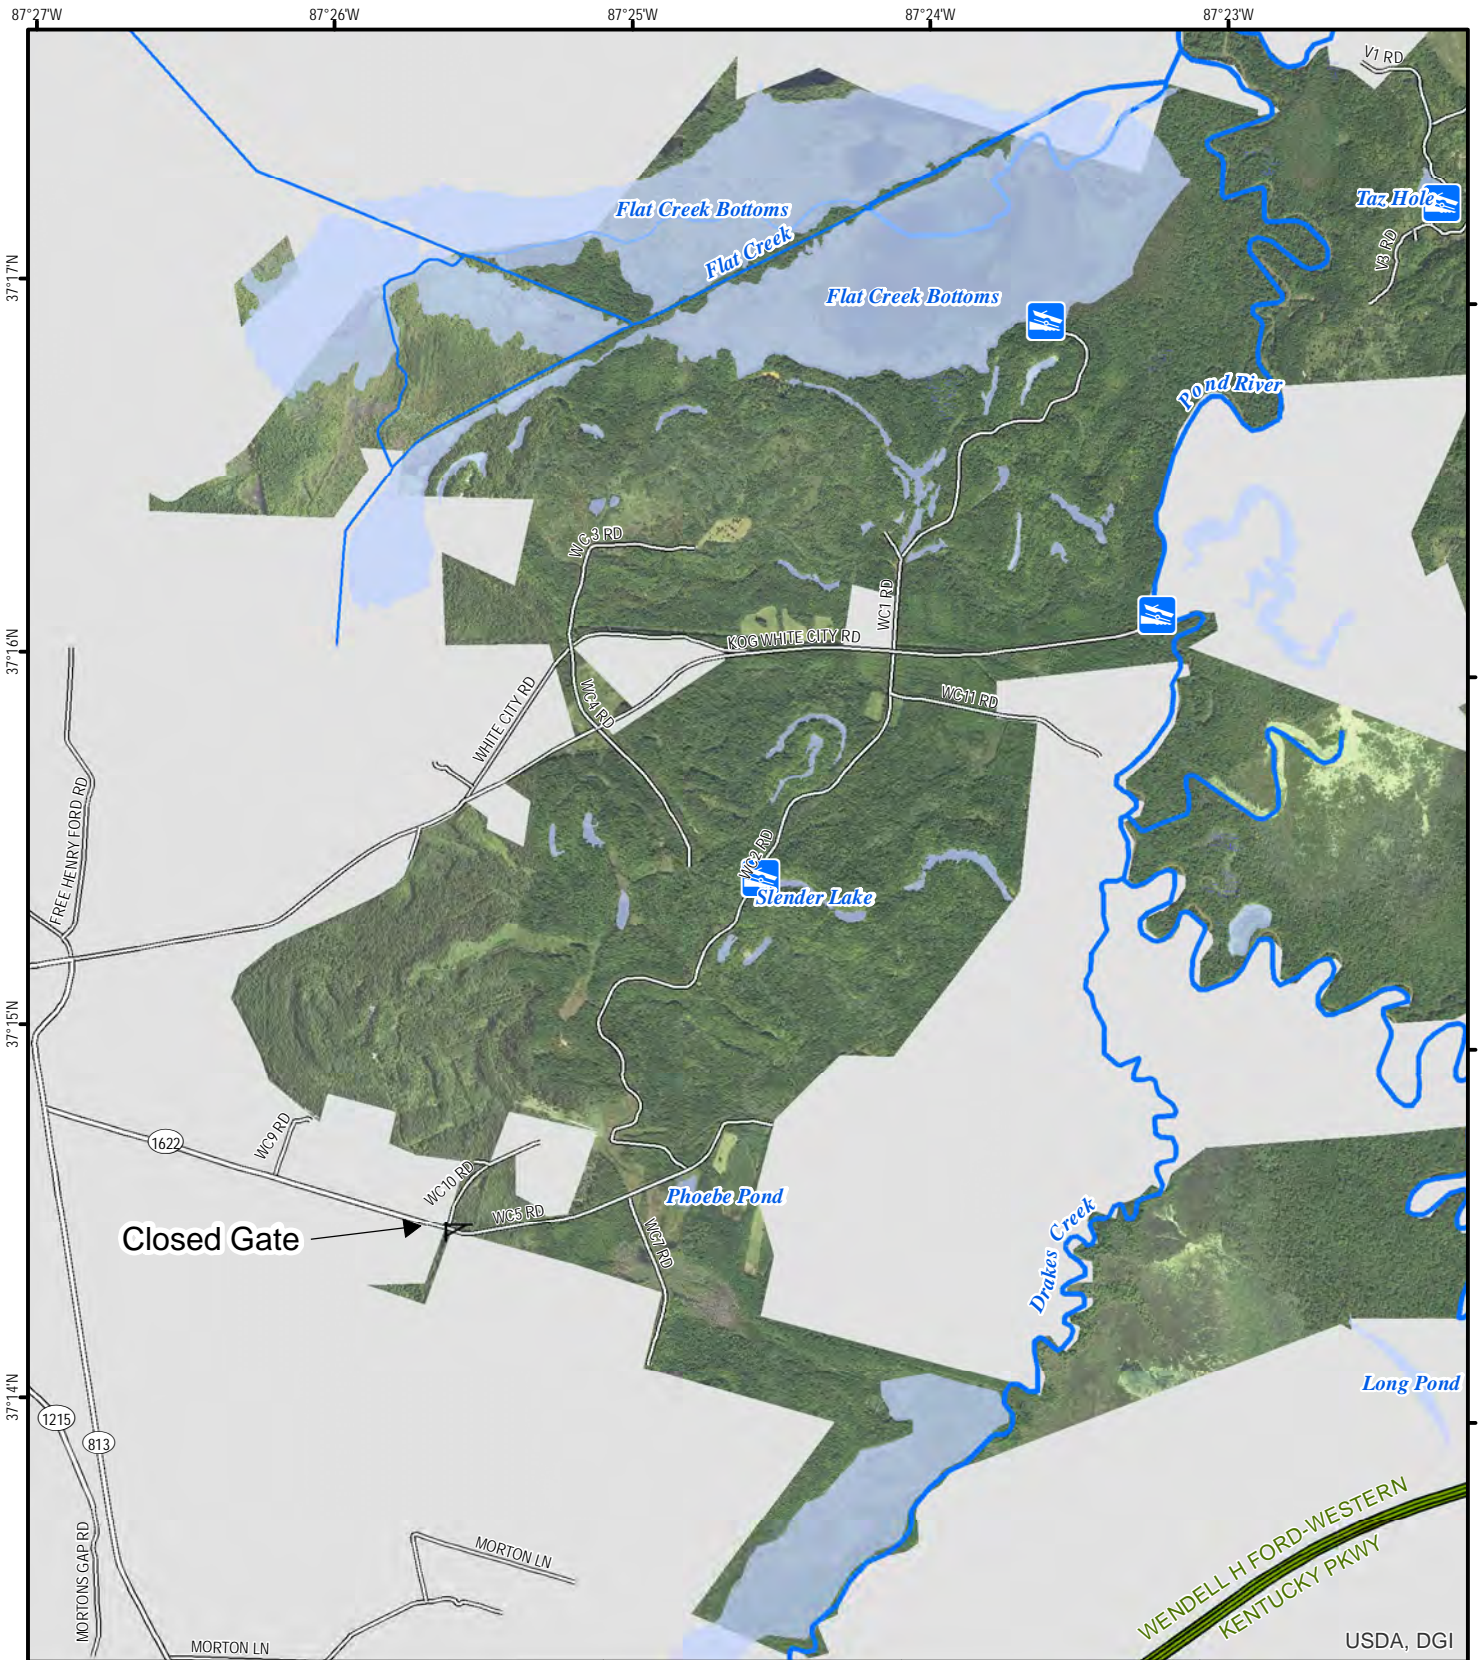 87°27'W
87°26'W
87°25'W
87°24'W
87°23'W
V1 RD
Taz Hole
V3 RD
Flat Creek Bottoms
Flat Creek
Flat Creek Bottoms
37°17'N
Pond River
WC 3 RD
WC1 RD
KOG WHITE CITY RD
37°16'N
WC11 RD
WC4 RD
WHITE CITY RD
FREE HENRY FORD RD
WC2 RD
Slender Lake
37°15'N
WC9 RD
1622
WC10 RD
Phoebe Pond
WC5 RD
Closed Gate
WC7 RD
Drakes Creek
37°14'N
Long Pond
1215
813
WENDELL H FORD-WESTERN
KENTUCKY PKWY
MORTONS GAP RD
MORTON LN
MORTON LN
USDA, DGI